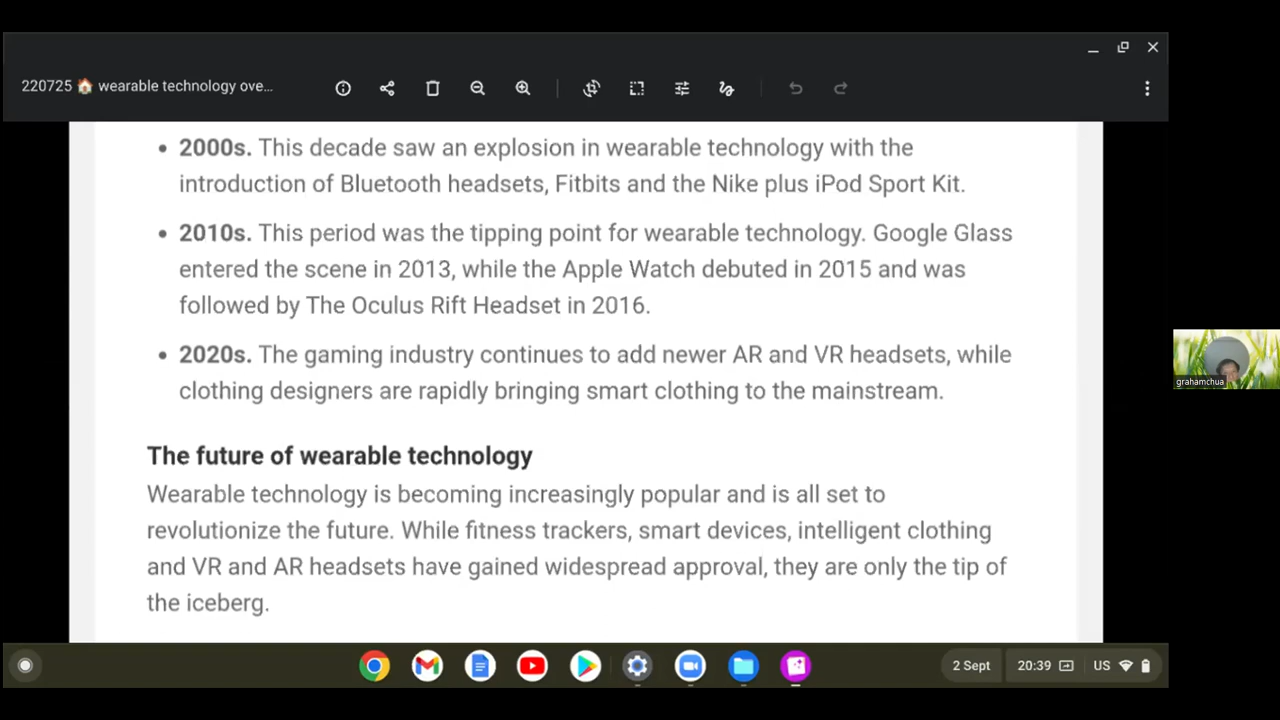 220725 🏠 wearable technology ove...
• 2000s. This decade saw an explosion in wearable technology with the
introduction of Bluetooth headsets, Fitbits and the Nike plus iPod Sport Kit.
• 2010s. This period was the tipping point for wearable technology. Google Glass
entered the scene in 2013, while the Apple Watch debuted in 2015 and was
followed by The Oculus Rift Headset in 2016.
• 2020s. The gaming industry continues to add newer AR and VR headsets, while
clothing designers are rapidly bringing smart clothing to the mainstream.
grahamchua
The future of wearable technology
Wearable technology is becoming increasingly popular and is all set to
revolutionize the future. While fitness trackers, smart devices, intelligent clothing
and VR and AR headsets have gained widespread approval, they are only the tip of
the iceberg.
2 Sept 20:39 US